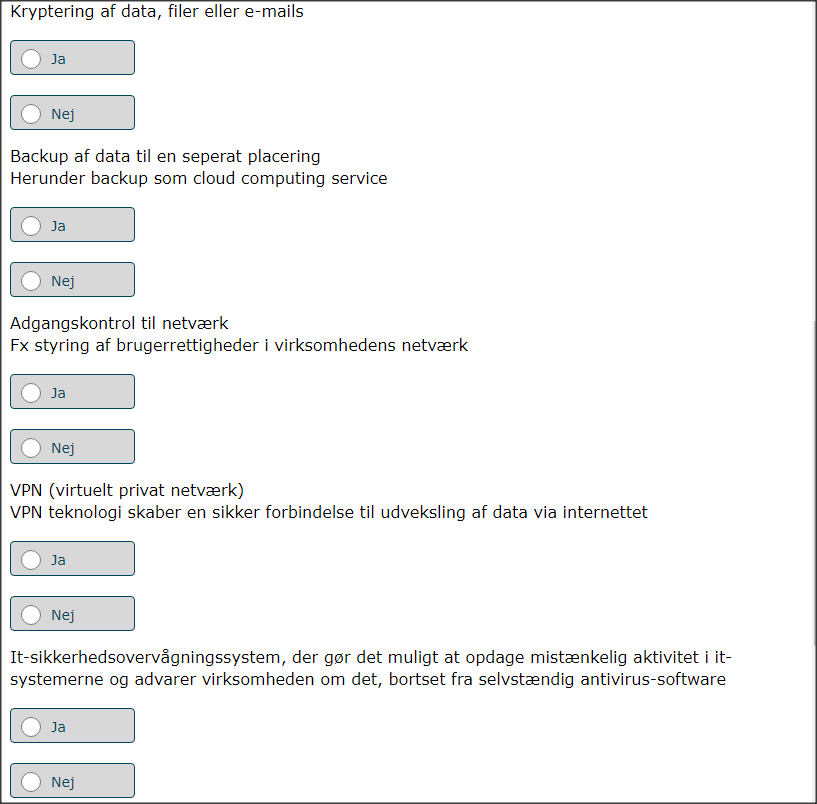 Kryptering af data, filer eller e-mails
Ja
Nej
Backup af data til en seperat placering
Herunder backup som cloud computing service
Ja
Nej
Adgangskontrol til netværk
Fx styring af brugerrettigheder i virksomhedens netværk
Ja
Nej
VPN (virtuelt privat netværk)
VPN teknologi skaber en sikker forbindelse til udveksling af data via internettet
Ja
Nej
It-sikkerhedsovervågningssystem, der gør det muligt at opdage mistænkelig aktivitet i it-
systemerne og advarer virksomheden om det, bortset fra selvstændig antivirus-software
Ja
Nej